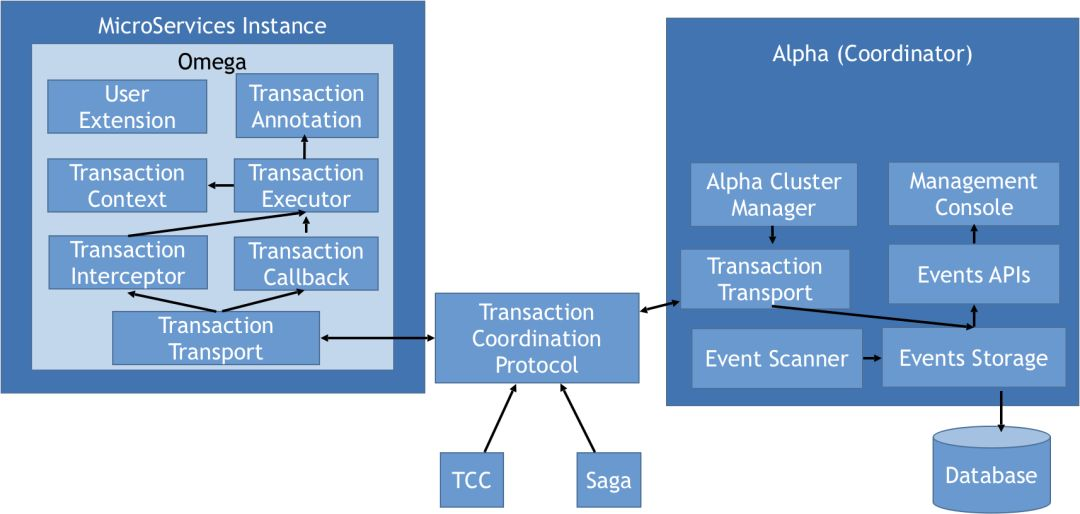 MicroServices Instance
Omega
User
Extension
Transaction
Annotation
Transaction
Context
Transaction
Executor
Transaction
Interceptor
Transaction
Callback
Transaction
Transport
Transaction
Coordination
Protocol
TCC
Saga
Alpha (Coordinator)
Alpha Cluster
Manager
Management
Console
Transaction
Transport
Events APIs
Event Scanner
Events Storage
Database